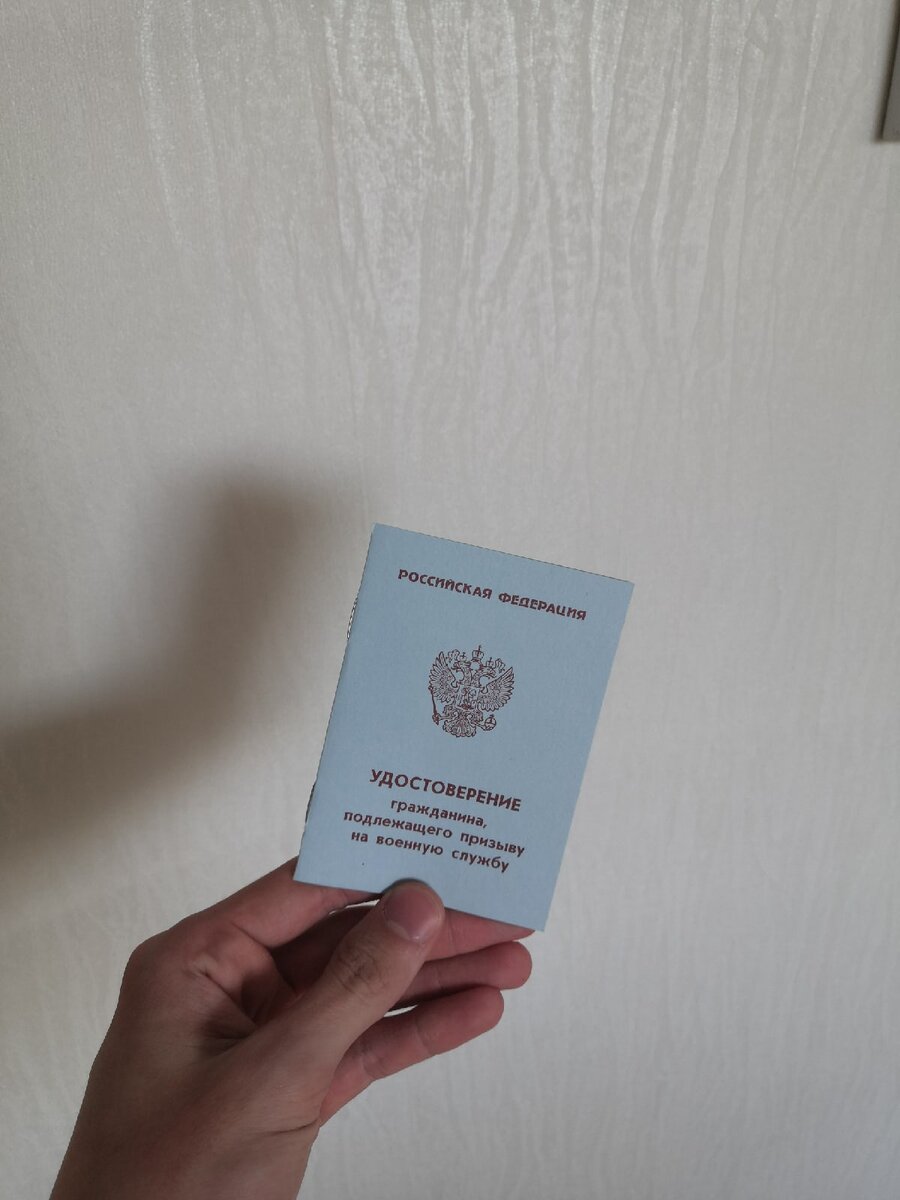 РОССИЙСКАЯ ФЕДЕРАЦИЯ
УДОСТОВЕРЕНИЕ
гражданина,
подлежащего призыву
на военную службу